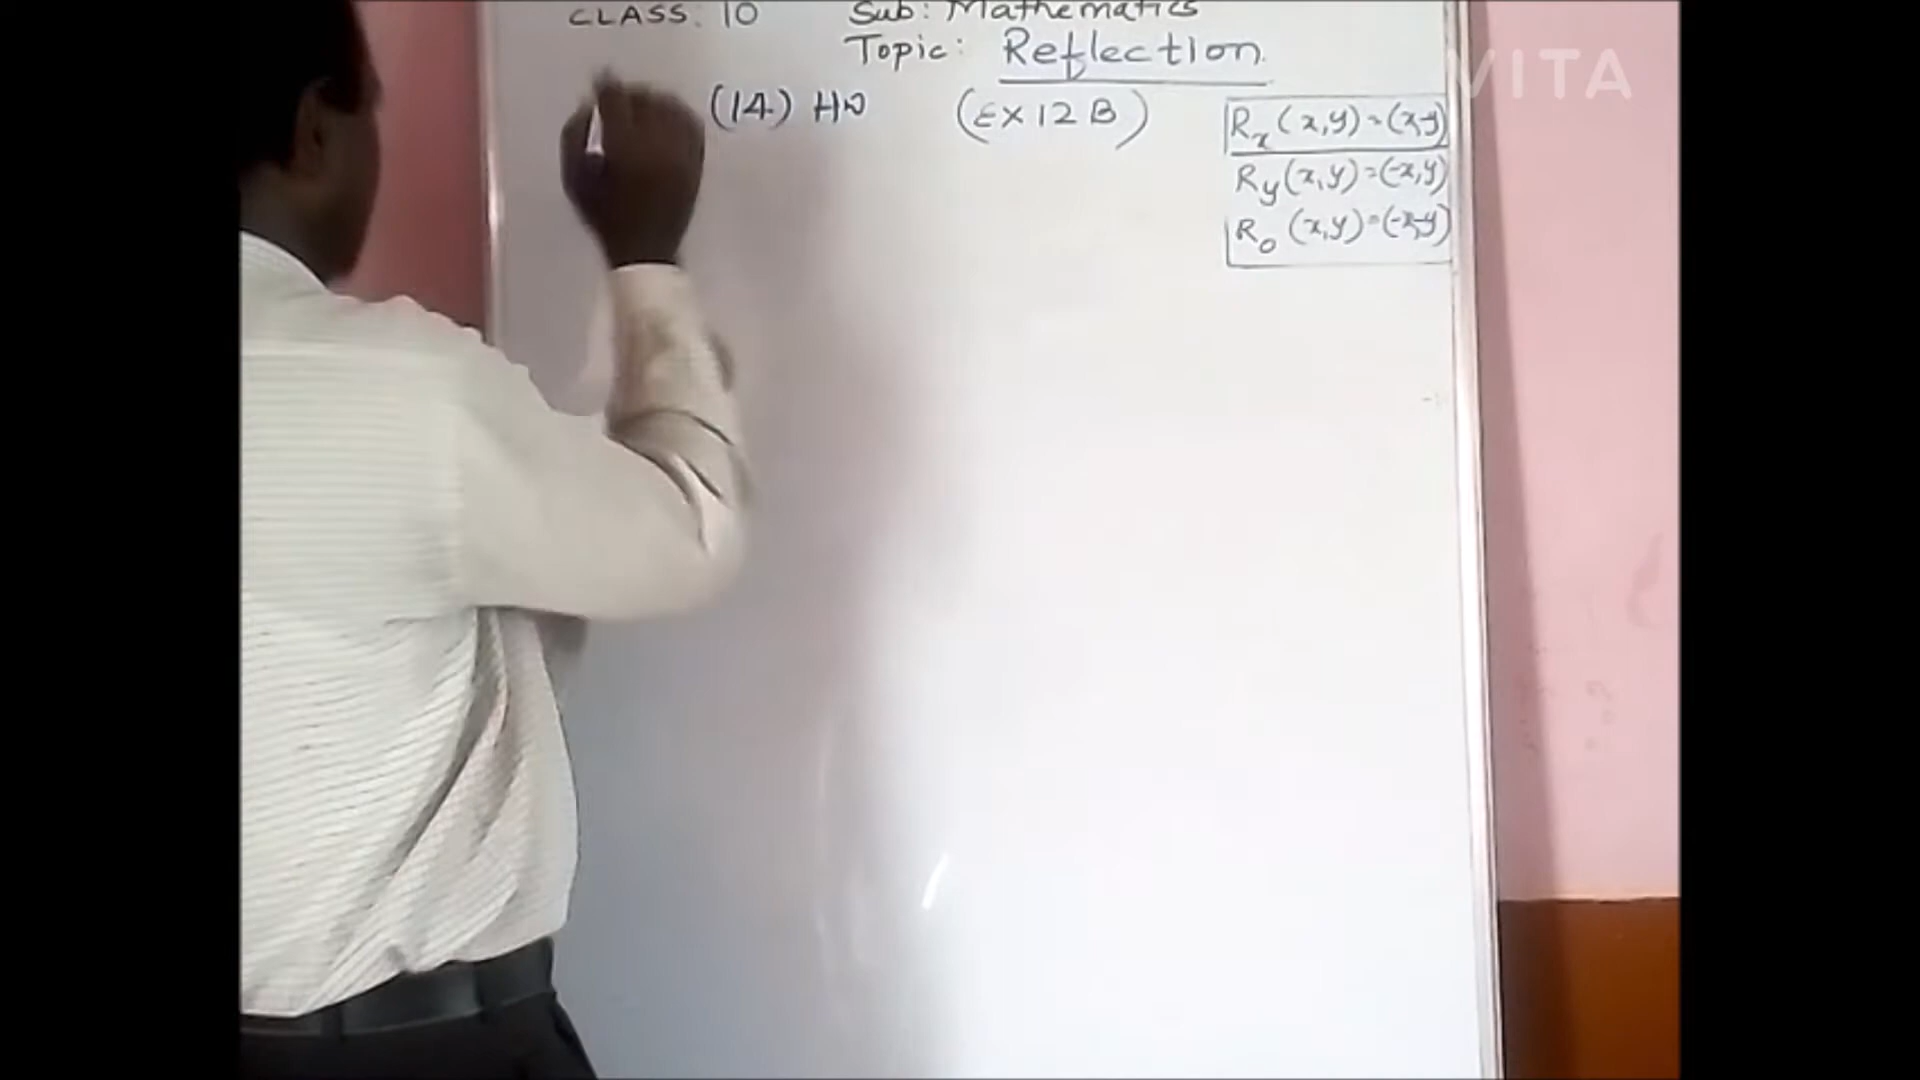 CLASS: 10 Sub: Mathematics
Topic: Reflection
VITA
(14) HW (EX 12 B)
Rx (x,y) = (x,-y)
Ry (x,y) = (-x,y)
Ro (x,y) = (-x,-y)